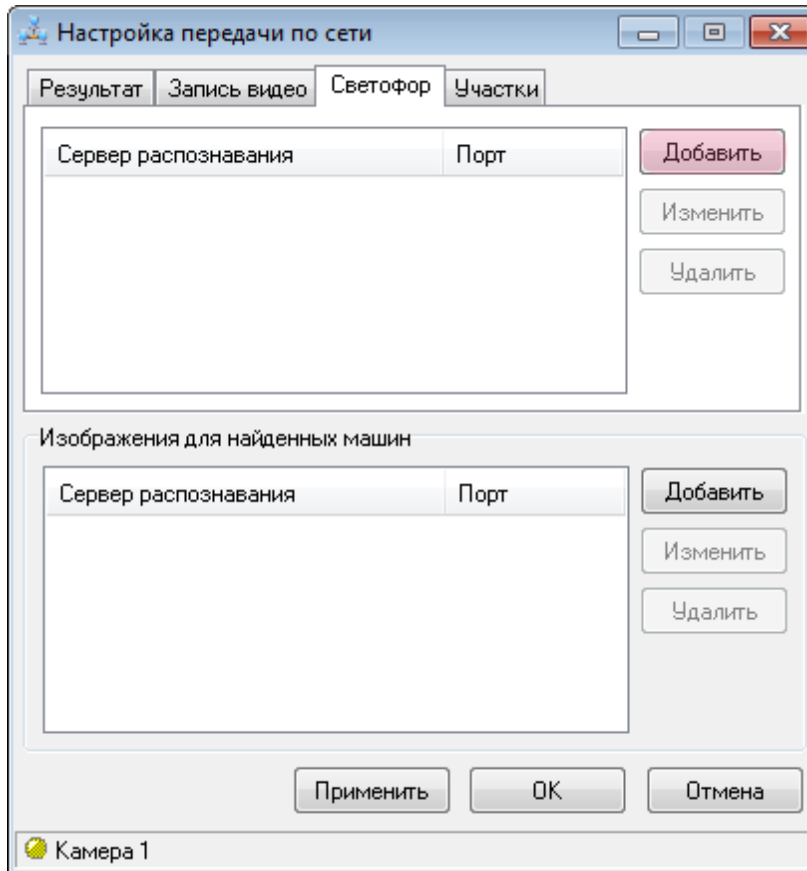 Настройка передачи по сети
Результат Запись видео Светофор Участки
Сервер распознавания Порт Добавить
Изменить
Удалить
Изображения для найденных машин
Сервер распознавания Порт Добавить
Изменить
Удалить
Применить OK Отмена
Камера 1